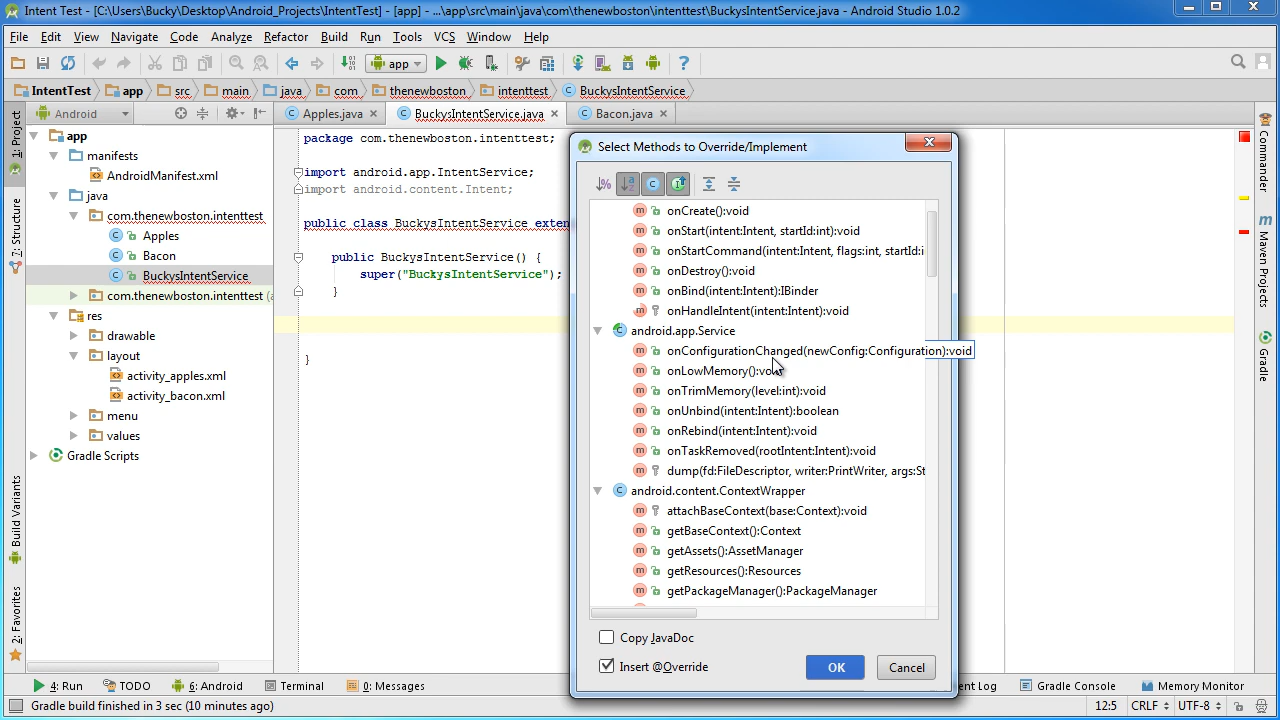 Intent Test - [C:\Users\Bucky\Desktop\Android_Projects\IntentTest] - [app] - ...\app\src\main\java\com\thenewboston\intenttest\BuckysIntentService.java - Android Studio 1.0.2
File Edit View Navigate Code Analyze Refactor Build Run Tools VCS Window Help
app
IntentTest app src main java com thenewboston intenttest BuckysIntentService
Android
Apples.java BuckysIntentService.java Bacon.java
1: Project
7: Structure
Build Variants
2: Favorites
app
manifests
AndroidManifest.xml
java
com.thenewboston.intenttest
Apples
Bacon
BuckysIntentService
com.thenewboston.intenttest (a
res
drawable
layout
activity_apples.xml
activity_bacon.xml
menu
values
Gradle Scripts
package com.thenewboston.intenttest;
import android.app.IntentService;
import android.content.Intent;
public class BuckysIntentService exten
public BuckysIntentService() {
super("BuckysIntentService");
}
}
Select Methods to Override/Implement
onCreate():void
onStart(intent:Intent, startId:int):void
onStartCommand(intent:Intent, flags:int, startId:i
onDestroy():void
onBind(intent:Intent):IBinder
onHandleIntent(intent:Intent):void
android.app.Service
onConfigurationChanged(newConfig:Configuration):void
onLowMemory():void
onTrimMemory(level:int):void
onUnbind(intent:Intent):boolean
onRebind(intent:Intent):void
onTaskRemoved(rootIntent:Intent):void
dump(fd:FileDescriptor, writer:PrintWriter, args:St
android.content.ContextWrapper
attachBaseContext(base:Context):void
getBaseContext():Context
getAssets():AssetManager
getResources():Resources
getPackageManager():PackageManager
Copy JavaDoc
Insert @Override
OK Cancel
Commander
Maven Projects
Gradle
4: Run TODO 6: Android Terminal 0: Messages ent Log Gradle Console Memory Monitor
Gradle build finished in 3 sec (10 minutes ago) 12:5 CRLF UTF-8